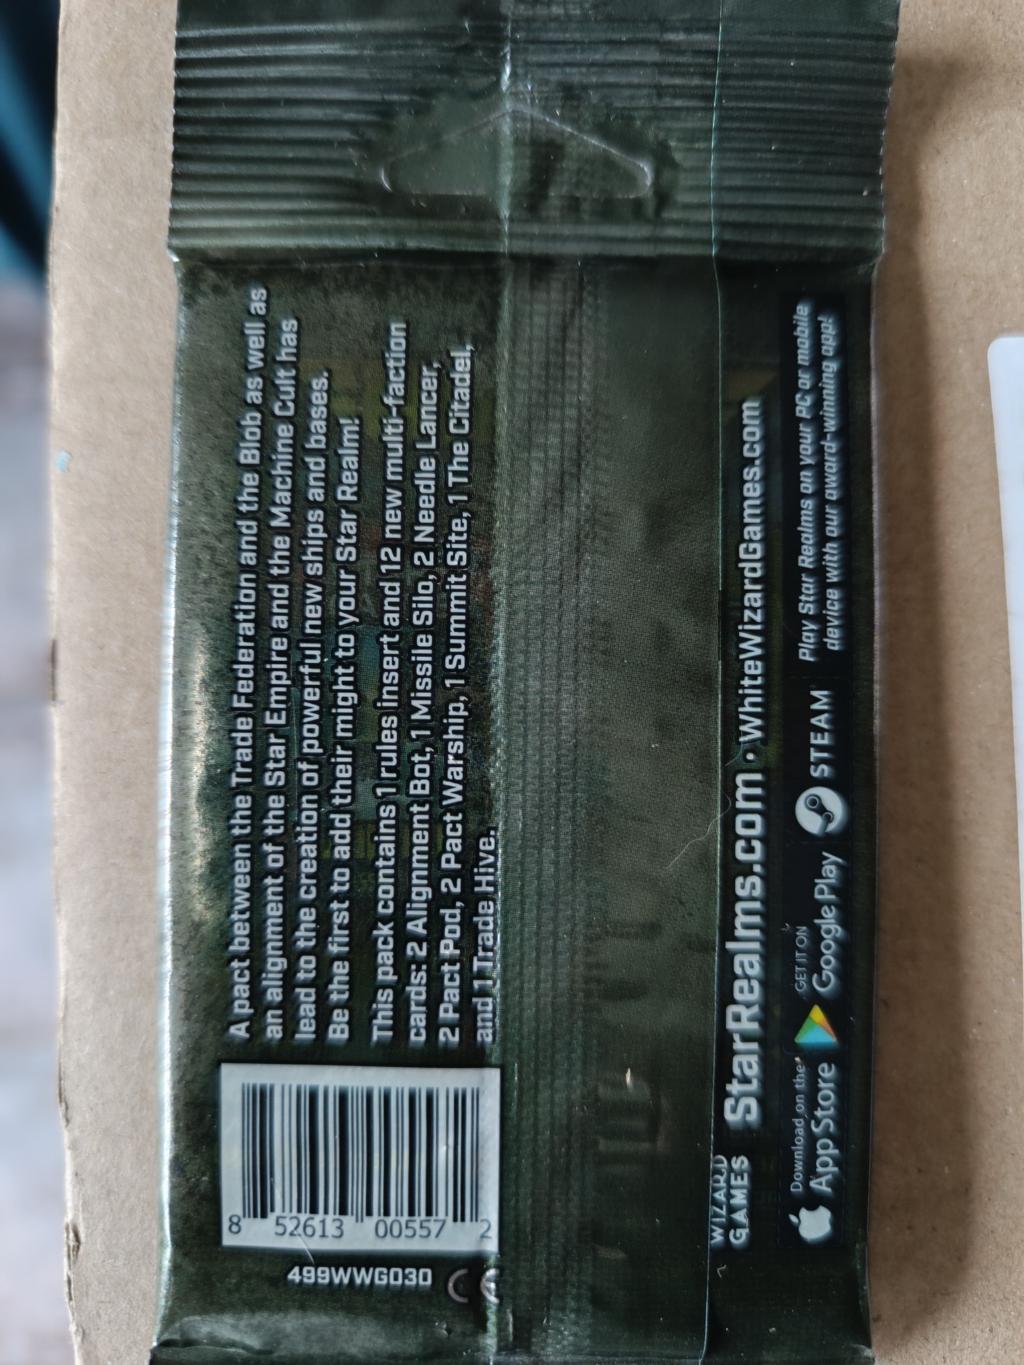 A pact between the Trade Federation and the Blob as well as
an alignment of the Star Empire and the Machine Cult has
lead to the creation of powerful new ships and bases.
Be the first to add their might to your Star Realm!
This pack contains 1 rules insert and 12 new multi-faction
cards: 2 Alignment Bot, 1 Missile Silo, 2 Needle Lancer,
2 Pact Pod, 2 Pact Warship, 1 Summit Site, 1 The Citadel,
and 1 Trade Hive.
8 52613 00557 2
499WWG030
CE
WIZARD
GAMES
StarRealms.com • WhiteWizardGames.com
Download on the
App Store
GET IT ON
Google Play
STEAM
Play Star Realms on your PC or mobile
device with our award-winning app!